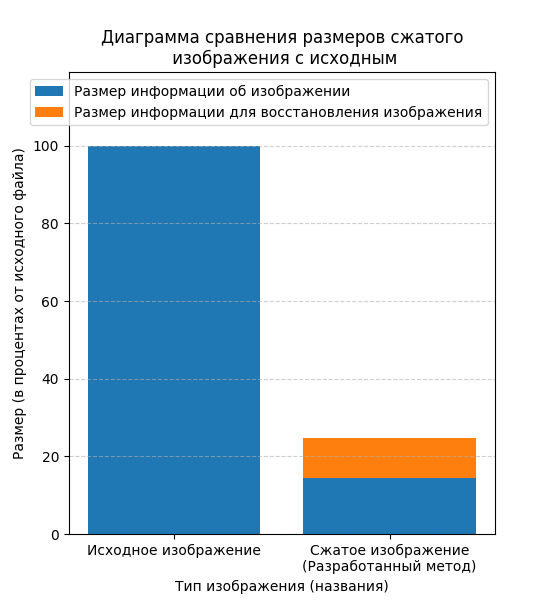 Диаграмма сравнения размеров сжатого
изображения с исходным
Размер информации об изображении
Размер информации для восстановления изображения
Размер (в процентах от исходного файла)
100
80
60
40
20
0
Исходное изображение
Сжатое изображение
(Разработанный метод)
Тип изображения (названия)